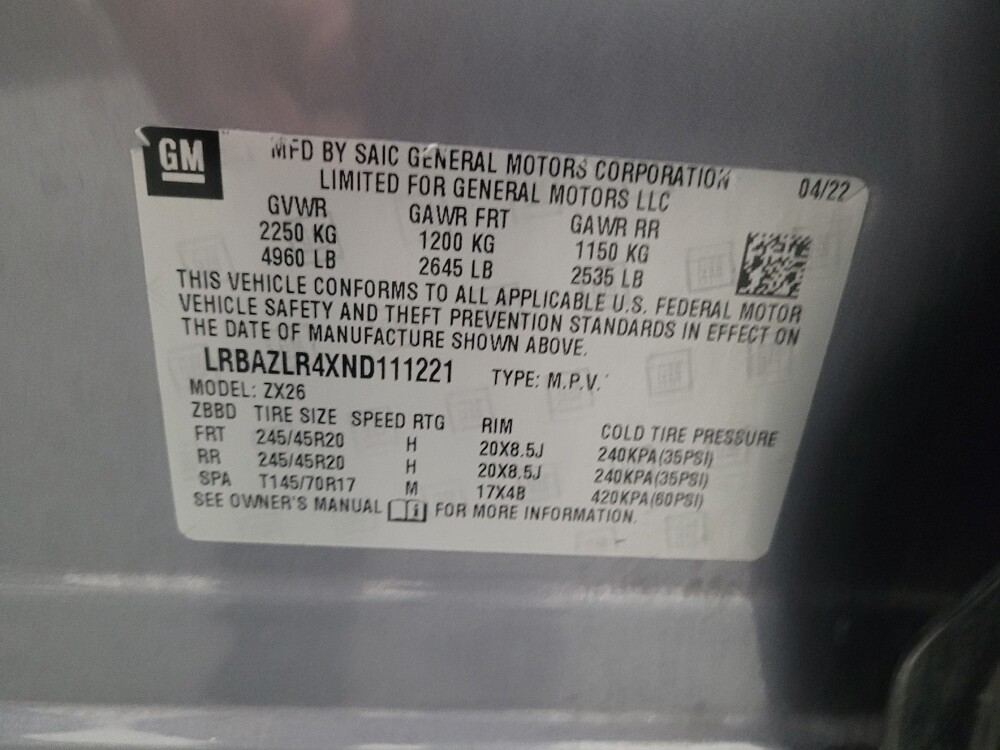 GM
MFD BY SAIC GENERAL MOTORS CORPORATION 04/22
LIMITED FOR GENERAL MOTORS LLC
GVWR GAWR FRT GAWR RR
2250 KG 1200 KG 1150 KG
4960 LB 2645 LB 2535 LB
THIS VEHICLE CONFORMS TO ALL APPLICABLE U.S. FEDERAL MOTOR
VEHICLE SAFETY AND THEFT PREVENTION STANDARDS IN EFFECT ON
THE DATE OF MANUFACTURE SHOWN ABOVE.
LRBAZLR4XND111221 TYPE: M.P.V.
MODEL: ZX26
ZBBD TIRE SIZE SPEED RTG RIM COLD TIRE PRESSURE
FRT 245/45R20 H 20X8.5J 240KPA(35PSI)
RR 245/45R20 H 20X8.5J 240KPA(35PSI)
SPA T145/70R17 M 17X4B 420KPA(60PSI)
SEE OWNER'S MANUAL FOR MORE INFORMATION.